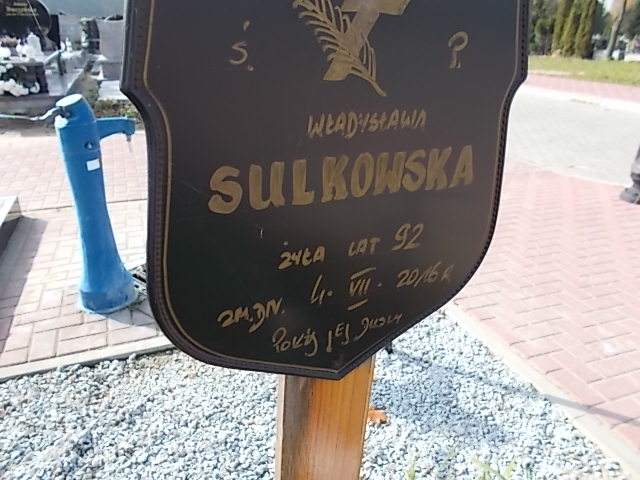 Ś. P.
WŁADYSŁAWA
SULKOWSKA
ŻYŁA LAT 92
ZM. DN. 4. VII. 2016 R
Pokój jej Duszy